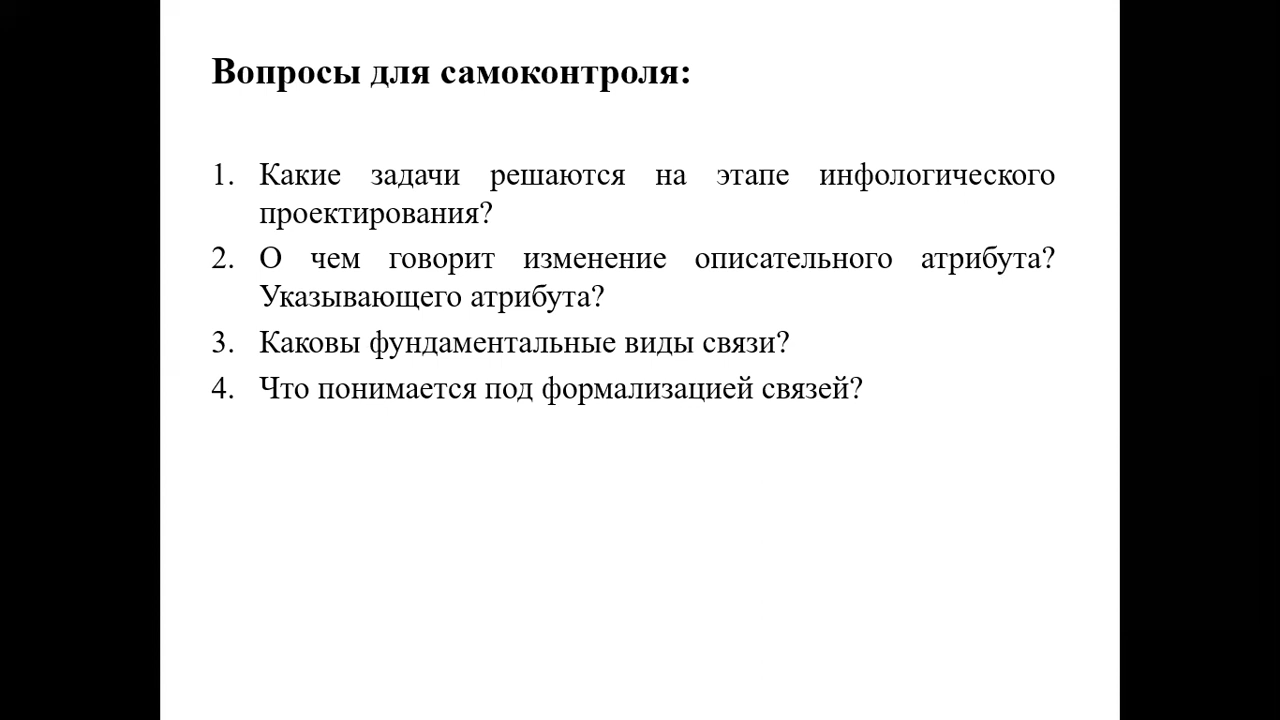 Вопросы для самоконтроля:
1. Какие задачи решаются на этапе инфологического
проектирования?
2. О чем говорит изменение описательного атрибута?
Указывающего атрибута?
3. Каковы фундаментальные виды связи?
4. Что понимается под формализацией связей?